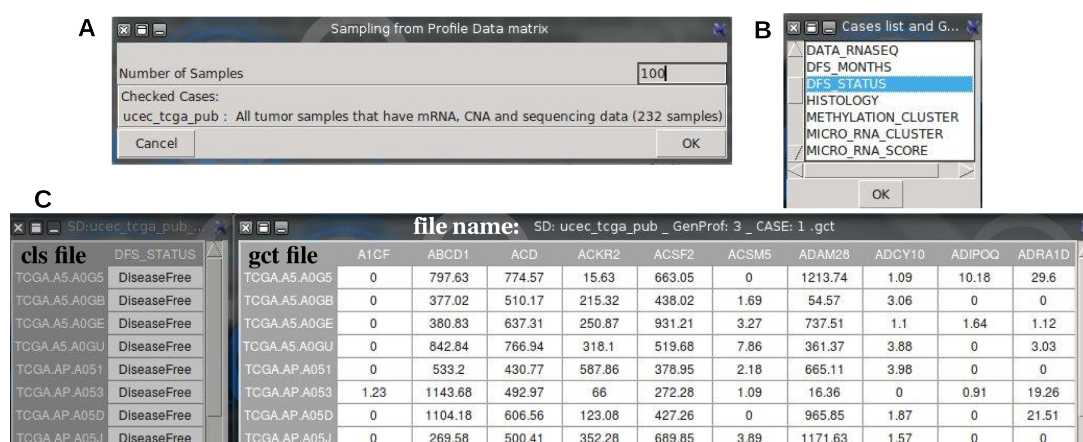 A
Sampling from Profile Data matrix
Number of Samples 100
Checked Cases:
ucec_tcga_pub : All tumor samples that have mRNA, CNA and sequencing data (232 samples)
Cancel OK
B
Cases list and G...
DATA_RNASEQ
DFS_MONTHS
DFS_STATUS
HISTOLOGY
METHYLATION_CLUSTER
MICRO_RNA_CLUSTER
MICRO_RNA_SCORE
OK
C
SD:ucec_tcga_pub_...
cls file DFS_STATUS
TCGA.A5.A0G5 DiseaseFree
TCGA.A5.A0GB DiseaseFree
TCGA.A5.A0GE DiseaseFree
TCGA.A5.A0GU DiseaseFree
TCGA.AP.A051 DiseaseFree
TCGA.AP.A053 DiseaseFree
TCGA.AP.A05D DiseaseFree
TCGA.AP.A05J DiseaseFree
file name: SD: ucec_tcga_pub _ GenProf: 3 _ CASE: 1 .gct
gct file A1CF ABCD1 ACD ACKR2 ACSF2 ACSM5 ADAM28 ADCY10 ADIPOQ ADRA1D
TCGA.A5.A0G5 0 797.63 774.57 15.63 663.05 0 1213.74 1.09 10.18 29.6
TCGA.A5.A0GB 0 377.02 510.17 215.32 438.02 1.69 54.57 3.06 0 0
TCGA.A5.A0GE 0 380.83 637.31 250.87 931.21 3.27 737.51 1.1 1.64 1.12
TCGA.A5.A0GU 0 842.84 766.94 318.1 519.68 7.86 361.37 3.88 0 3.03
TCGA.AP.A051 0 533.2 430.77 587.86 378.95 2.18 665.11 3.98 0 0
TCGA.AP.A053 1.23 1143.68 492.97 66 272.28 1.09 16.36 0 0.91 19.26
TCGA.AP.A05D 0 1104.18 606.56 123.08 427.26 0 965.85 1.87 0 21.51
TCGA.AP.A05J 0 269.58 500.41 352.28 689.85 3.89 1171.63 1.57 0 0